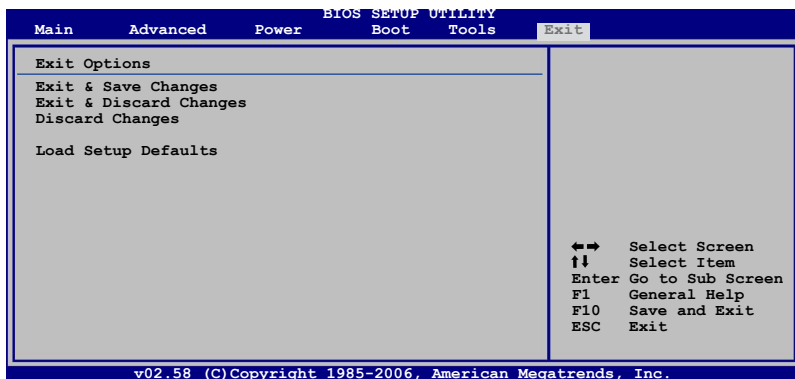 BIOS SETUP UTILITY
Main Advanced Power Boot Tools Exit
Exit Options
Exit & Save Changes
Exit & Discard Changes
Discard Changes
Load Setup Defaults
←→ Select Screen
↑↓ Select Item
Enter Go to Sub Screen
F1 General Help
F10 Save and Exit
ESC Exit
v02.58 (C)Copyright 1985-2006, American Megatrends, Inc.